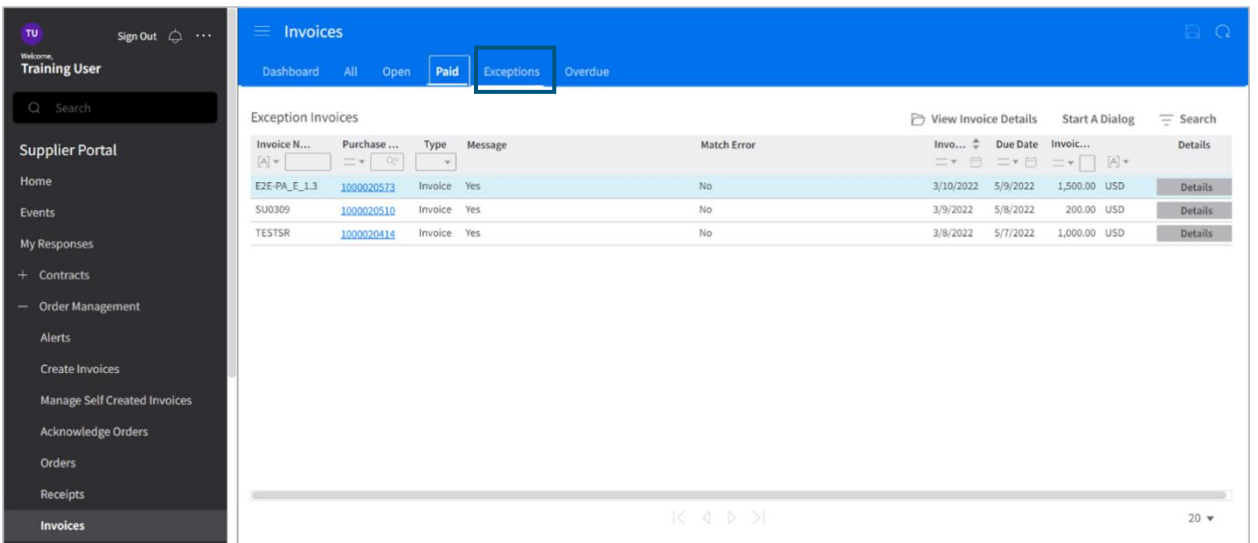 TU Sign Out ...
Welcome,
Training User
Search
Supplier Portal
Home
Events
My Responses
+ Contracts
− Order Management
Alerts
Create Invoices
Manage Self Created Invoices
Acknowledge Orders
Orders
Receipts
Invoices
Invoices
Dashboard All Open Paid Exceptions Overdue
Exception Invoices View Invoice Details Start A Dialog Search
Invoice N... Purchase ... Type Message Match Error Invo... Due Date Invoic... Details
[A] [A]
E2E-PA_E_1.3 1000020573 Invoice Yes No 3/10/2022 5/9/2022 1,500.00 USD Details
SU0309 1000020510 Invoice Yes No 3/9/2022 5/8/2022 200.00 USD Details
TESTSR 1000020414 Invoice Yes No 3/8/2022 5/7/2022 1,000.00 USD Details
20